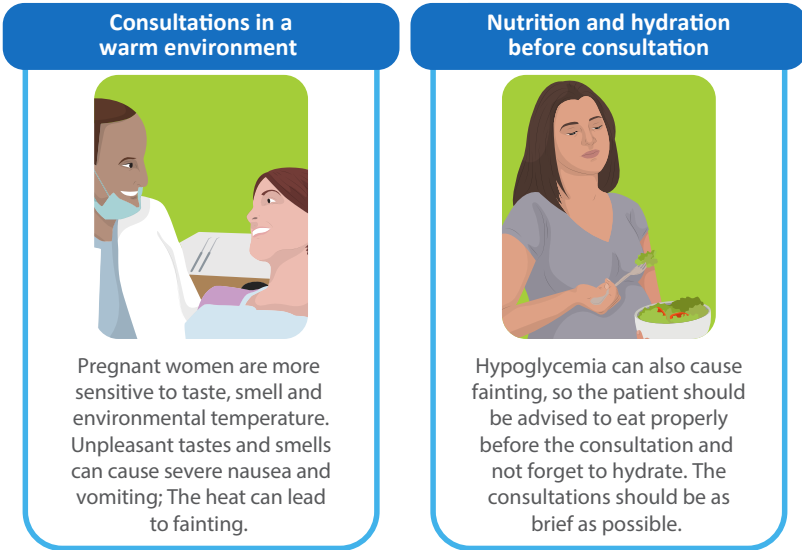 Consultations in a
warm environment
Pregnant women are more
sensitive to taste, smell and
environmental temperature.
Unpleasant tastes and smells
can cause severe nausea and
vomiting; The heat can lead
to fainting.
Nutrition and hydration
before consultation
Hypoglycemia can also cause
fainting, so the patient should
be advised to eat properly
before the consultation and
not forget to hydrate. The
consultations should be as
brief as possible.